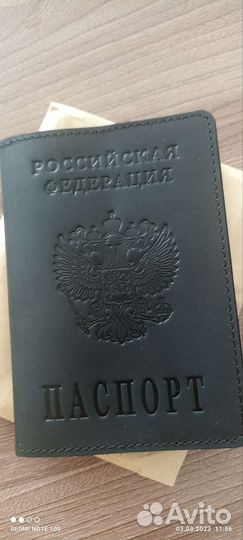 РОССИЙСКАЯ
ФЕДЕРАЦИЯ
ПАСПОРТ
REDMI NOTE 10S
03.03.2023 11:56
Avito